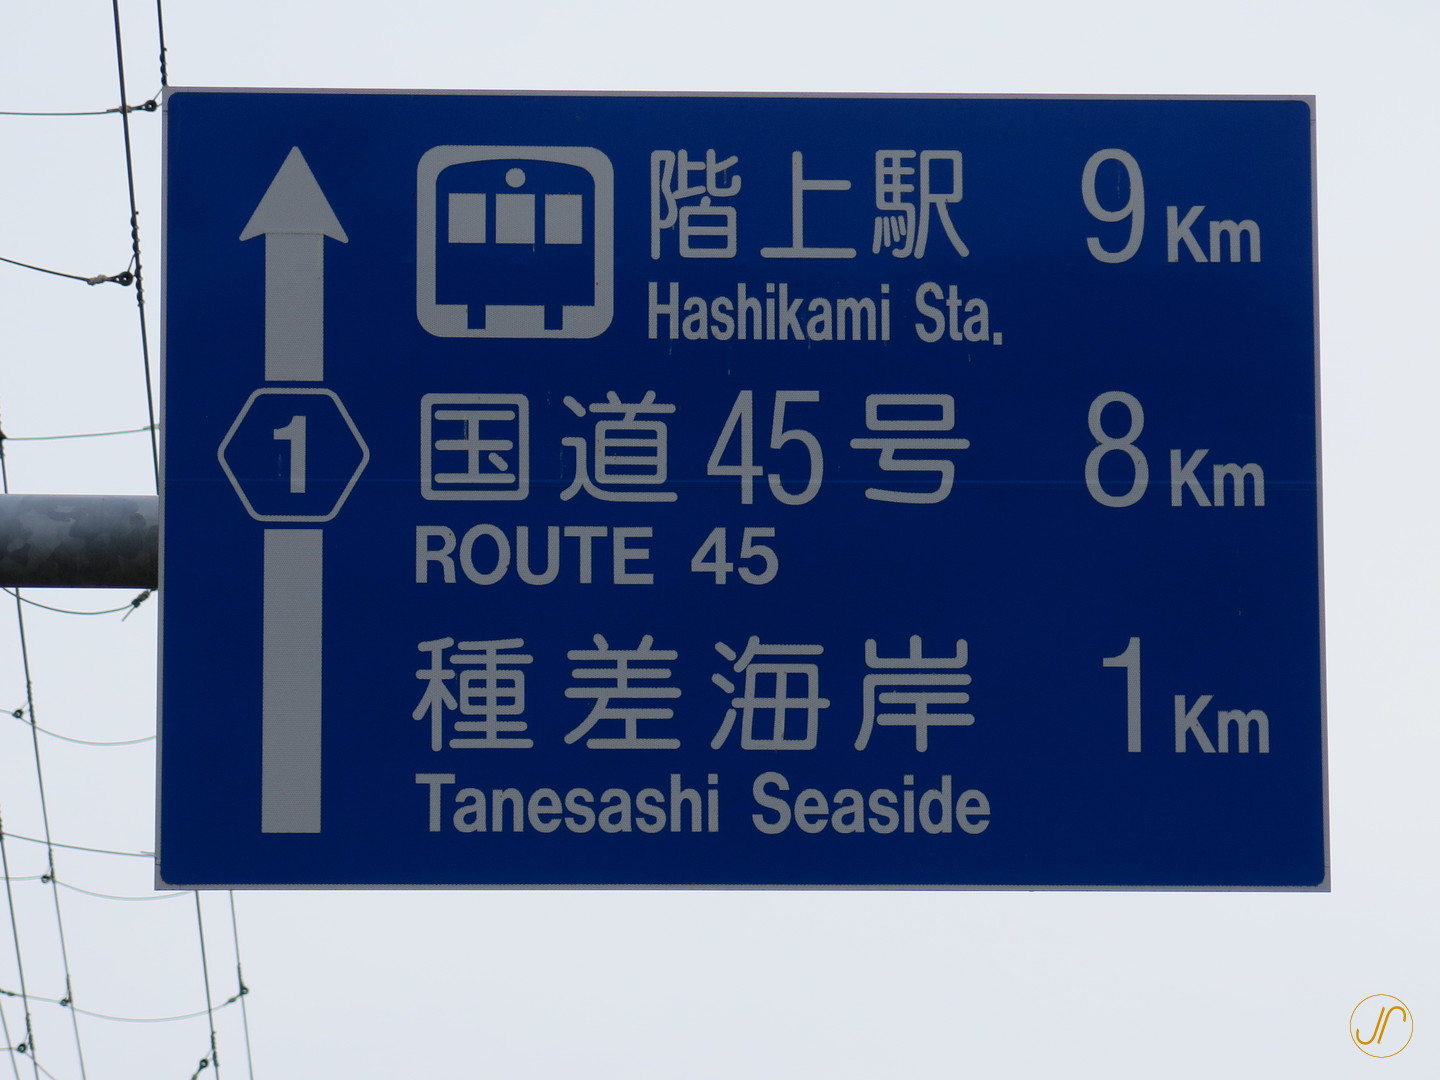 階上駅 9Km
Hashikami Sta.
1
国道45号 8Km
ROUTE 45
種差海岸 1Km
Tanesashi Seaside